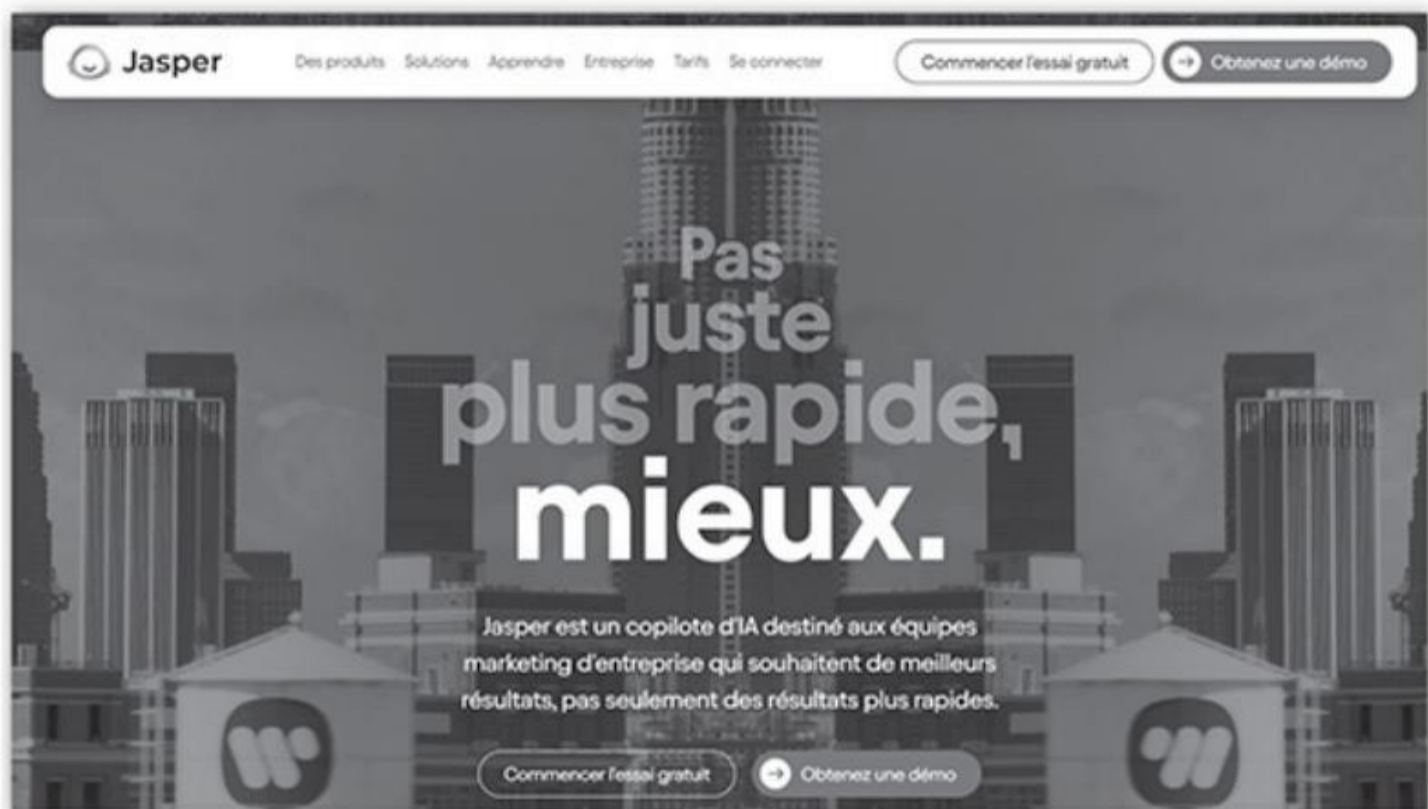 Jasper
Des produits Solutions Apprendre Entreprise Tarifs Se connecter
Commencer l'essai gratuit
Obtenez une démo
Pas
juste
plus rapide,
mieux.
Jasper est un copilote d'IA destiné aux équipes
marketing d'entreprise qui souhaitent de meilleurs
résultats, pas seulement des résultats plus rapides.
Commencer l'essai gratuit
Obtenez une démo